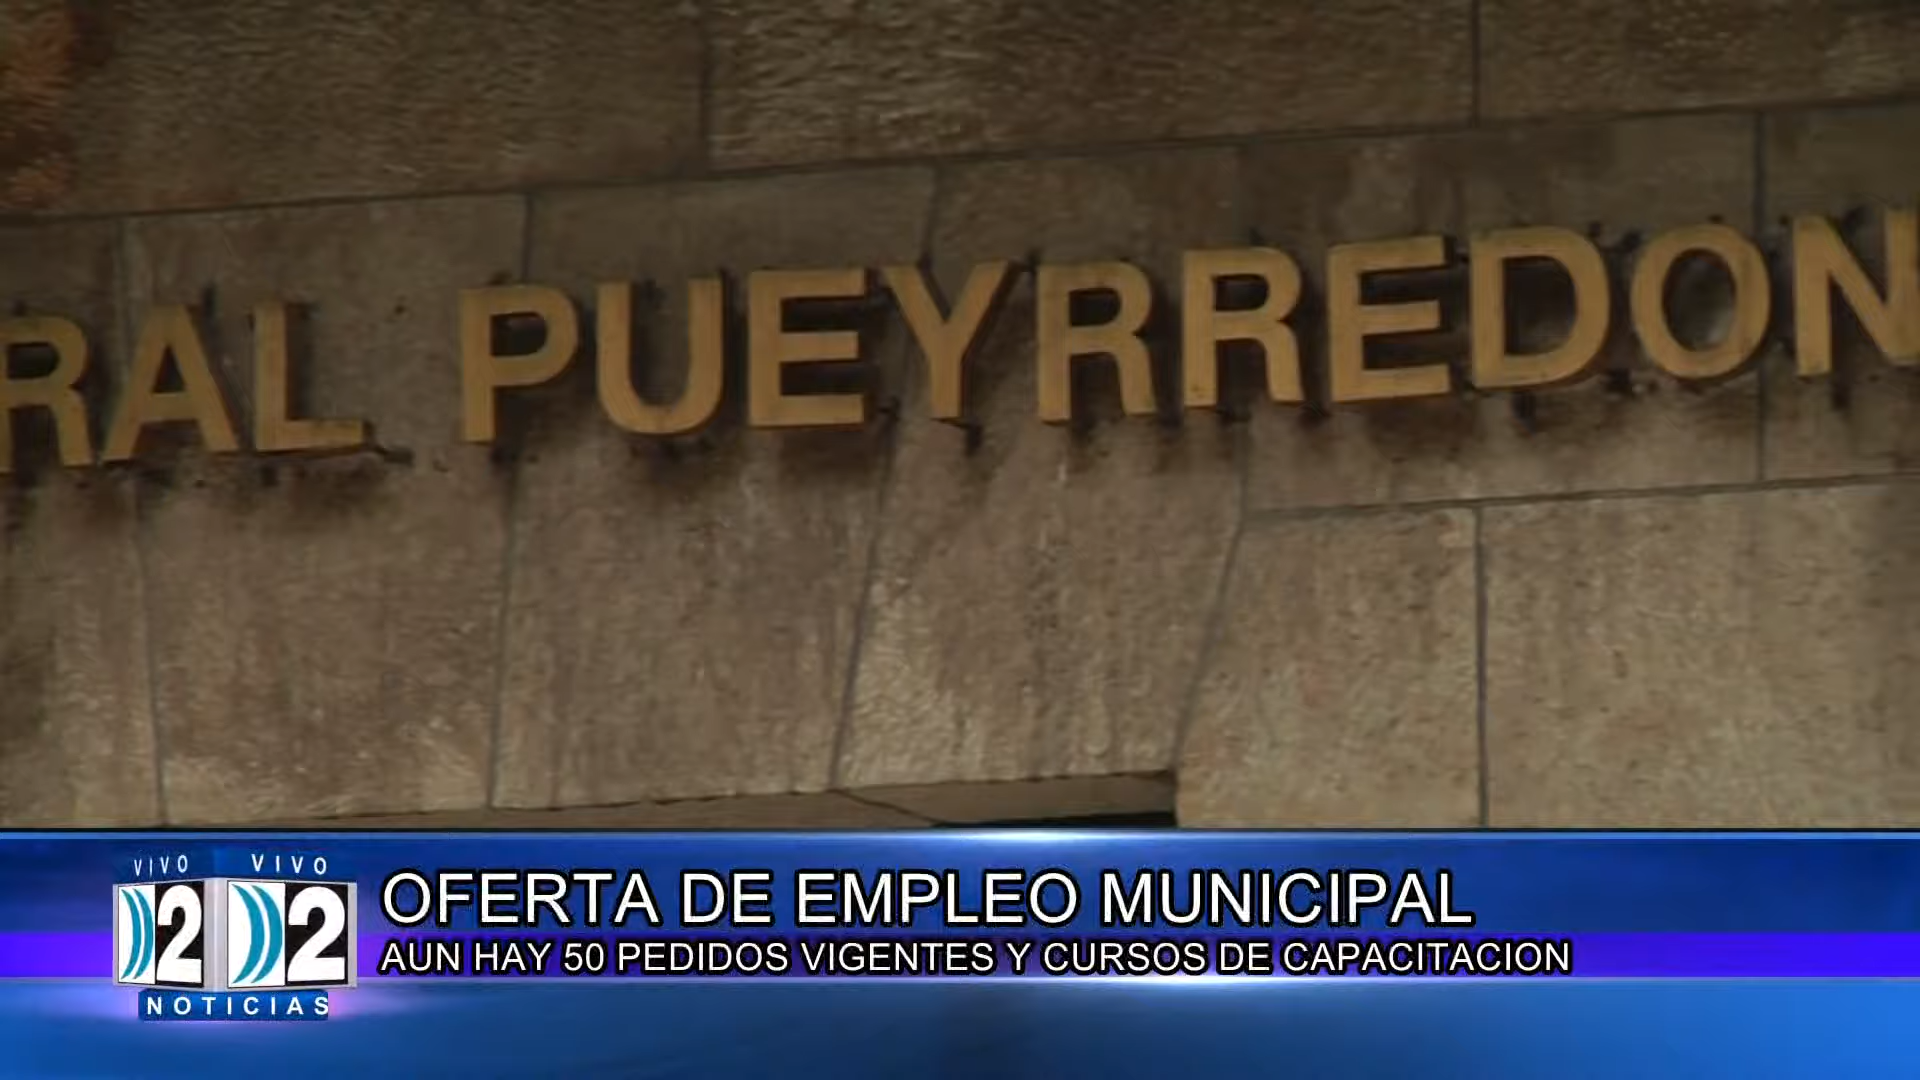 RAL PUEYRREDON
VIVO VIVO
2 2
NOTICIAS
OFERTA DE EMPLEO MUNICIPAL
AUN HAY 50 PEDIDOS VIGENTES Y CURSOS DE CAPACITACION